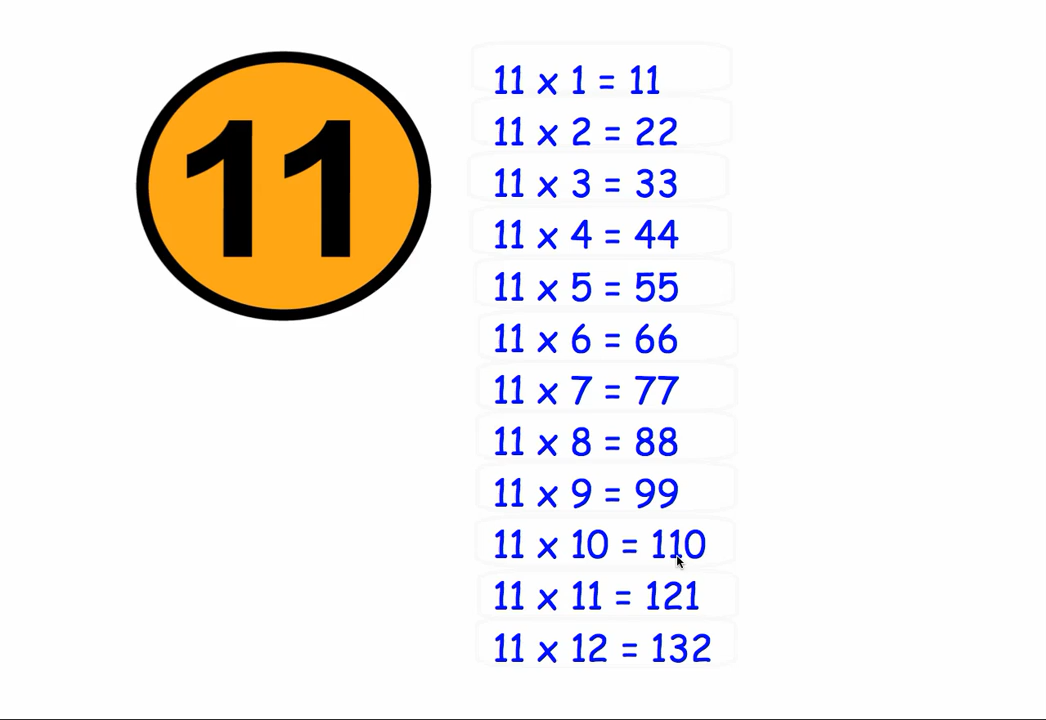 11
11 x 1 = 11
11 x 2 = 22
11 x 3 = 33
11 x 4 = 44
11 x 5 = 55
11 x 6 = 66
11 x 7 = 77
11 x 8 = 88
11 x 9 = 99
11 x 10 = 110
11 x 11 = 121
11 x 12 = 132